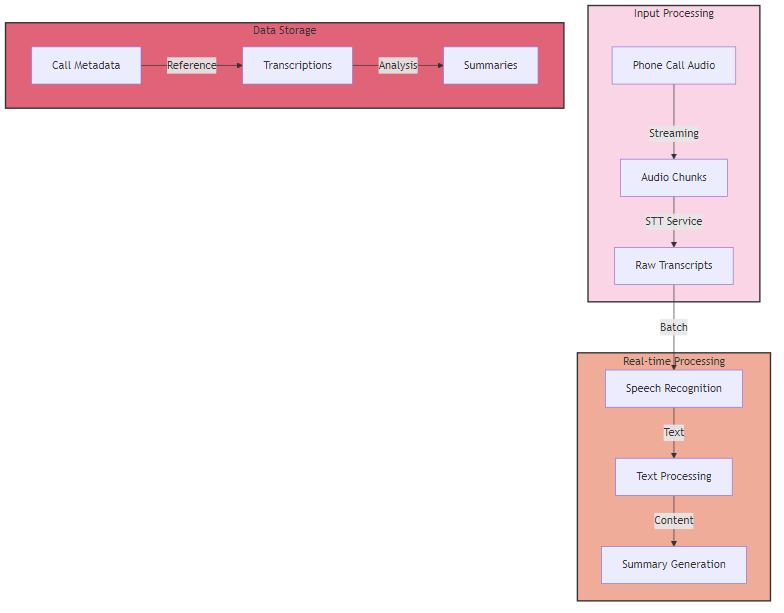 Data Storage
Call Metadata
Reference
Transcriptions
Analysis
Summaries
Input Processing
Phone Call Audio
Streaming
Audio Chunks
STT Service
Raw Transcripts
Batch
Real-time Processing
Speech Recognition
Text
Text Processing
Content
Summary Generation